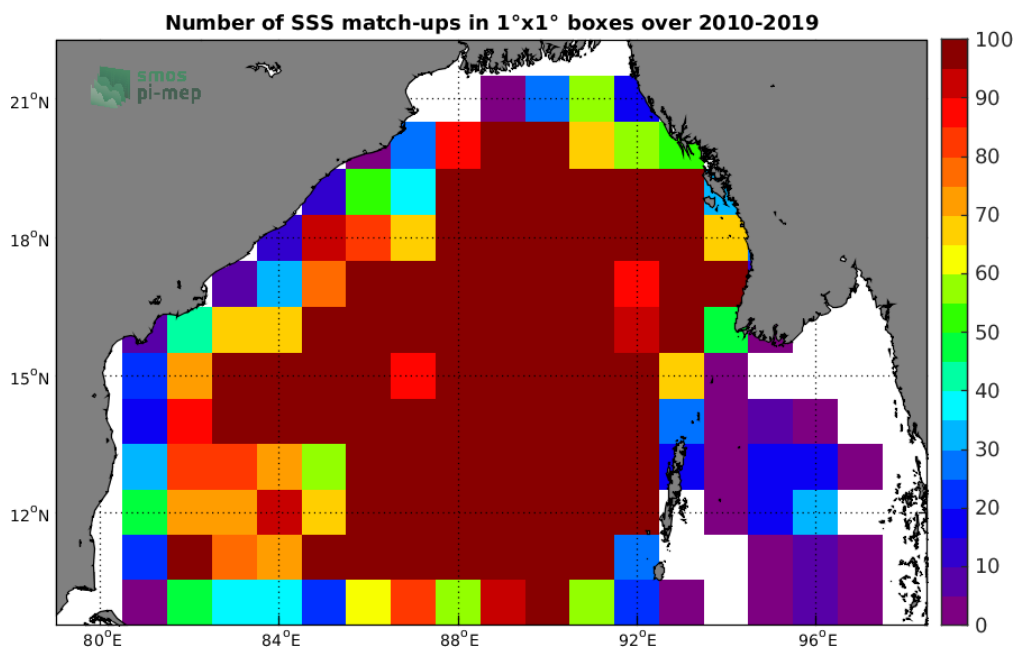 Number of SSS match-ups in 1°x1° boxes over 2010-2019
smos
pi-mep
21°N
18°N
15°N
12°N
80°E
84°E
88°E
92°E
96°E
100
90
80
70
60
50
40
30
20
10
0